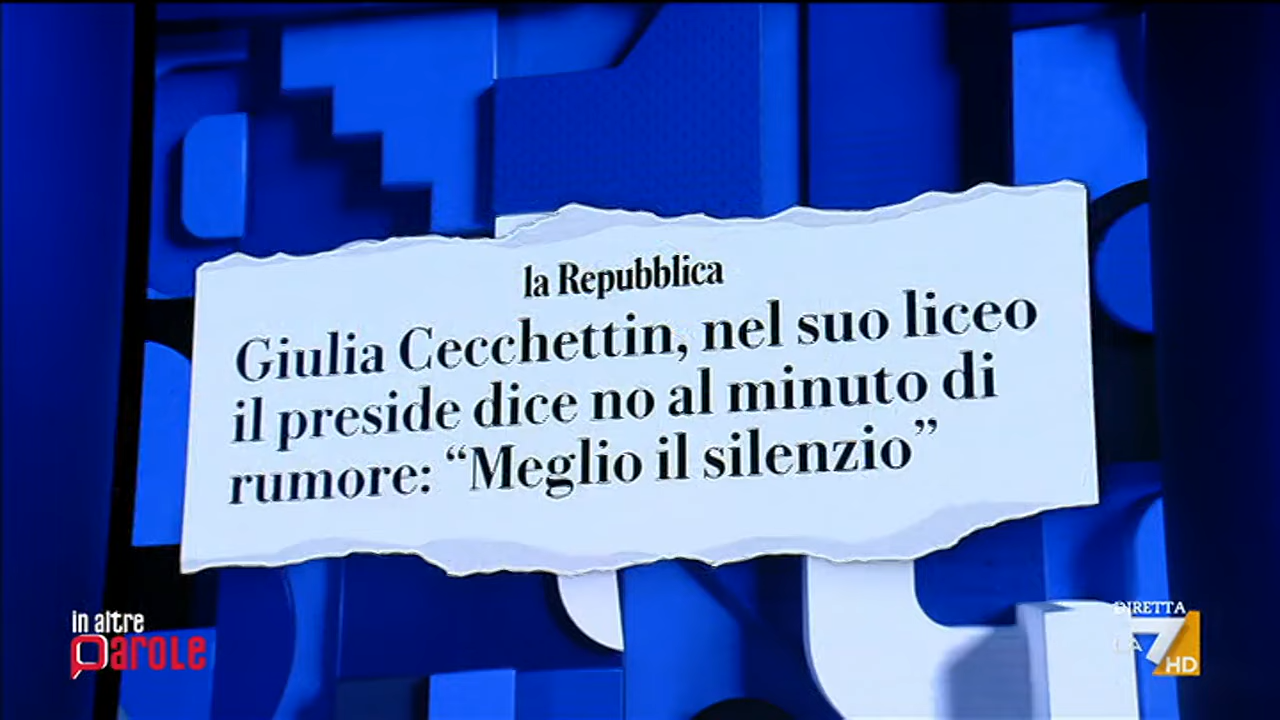 la Repubblica
Giulia Cecchettin, nel suo liceo
il preside dice no al minuto di
rumore: “Meglio il silenzio”
in altre
Parole
DIRETTA
LA 7
HD